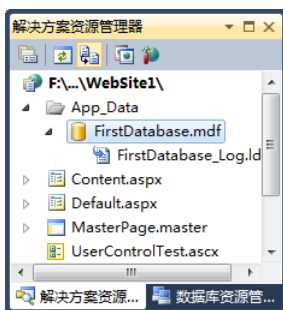 解决方案资源管理器
F:\...\WebSite1\
App_Data
FirstDatabase.mdf
FirstDatabase_Log.ld
Content.aspx
Default.aspx
MasterPage.master
UserControlTest.ascx
解决方案资源... 数据库资源管...